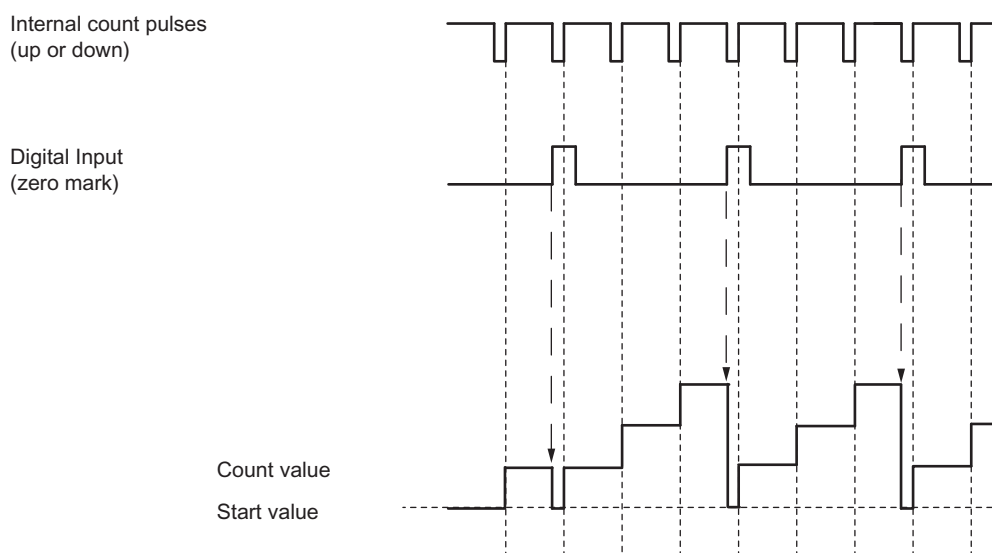 Internal count pulses
(up or down)
Digital Input
(zero mark)
Count value
Start value